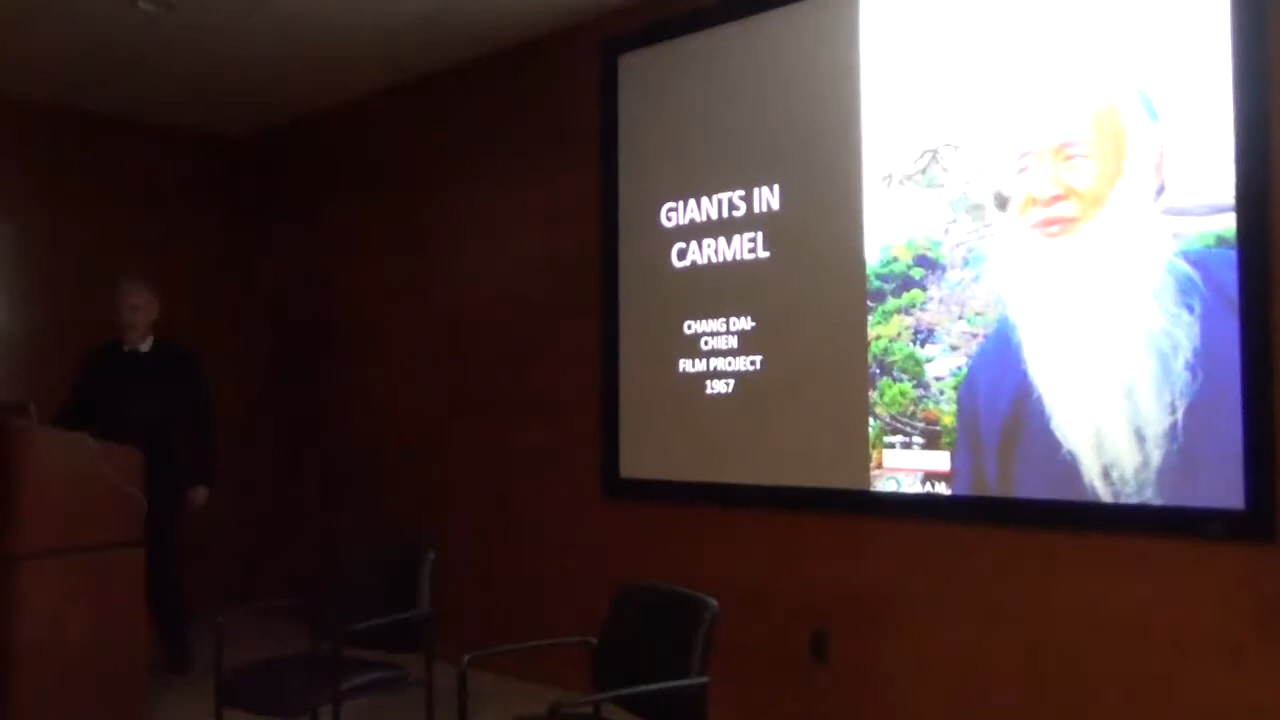 GIANTS IN
CARMEL
CHANG DAI-
CHIEN
FILM PROJECT
1967